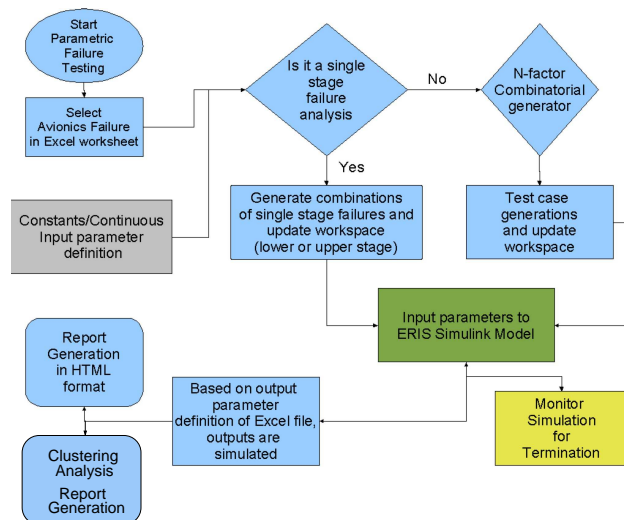 Start
Parametric
Failure
Testing
Select
Avionics Failure
in Excel worksheet
Is it a single
stage
failure
analysis
No
N-factor
Combinatorial
generator
Yes
Constants/Continuous
Input parameter
definition
Generate combinations
of single stage failures and
update workspace
(lower or upper stage)
Test case
generations
and update
workspace
Input parameters to
ERIS Simulink Model
Report
Generation
in HTML
format
Based on output
parameter
definition of Excel file,
outputs are
simulated
Monitor
Simulation
for
Termination
Clustering
Analysis
Report
Generation